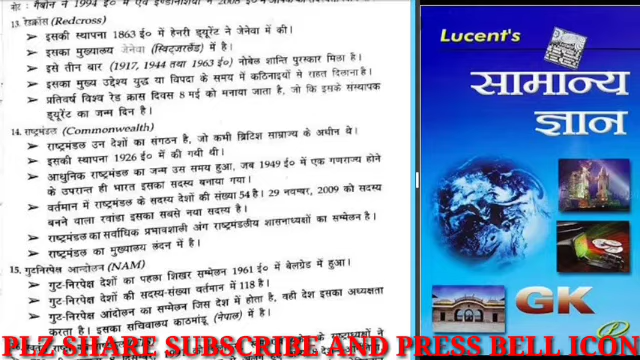 नोट: गैबोन ने 1994 ई० में एवं इण्डोनेशिया ने 2008 ई०
13. रेडक्रॉस (Redcross)
➤ इसकी स्थापना 1863 ई० में हेनरी ड्यूरेंट ने जेनेवा में की।
➤ इसका मुख्यालय जेनेवा (स्विट्जरलैंड) में है।
➤ इसे तीन बार (1917, 1944 तथा 1963 ई०) नोबेल शान्ति पुरस्कार मिला है।
➤ इसका मुख्य उद्देश्य युद्ध या विपदा के समय में कठिनाइयों से राहत दिलाना है।
➤ प्रतिवर्ष विश्व रेड क्रास दिवस 8 मई को मनाया जाता है, जो कि इसके संस्थापक
ड्यूरेंट का जन्म दिन है।
14. राष्ट्रमंडल (Commonwealth)
➤ राष्ट्रमंडल उन देशों का संगठन है, जो कभी ब्रिटिश साम्राज्य के अधीन थे।
➤ इसकी स्थापना 1926 ई० में की गयी थी।
➤ आधुनिक राष्ट्रमंडल का जन्म उस समय हुआ, जब 1949 ई० में एक गणराज्य होने
के उपरान्त ही भारत इसका सदस्य बनाया गया।
➤ वर्तमान में राष्ट्रमंडल के सदस्य देशों की संख्या 54 है। 29 नवम्बर, 2009 को सदस्य
बनने वाला रवांडा इसका सबसे नया सदस्य है।
➤ राष्ट्रमंडल का सर्वाधिक प्रभावशाली अंग राष्ट्रमंडलीय शासनाध्यक्षों का सम्मेलन है।
➤ राष्ट्रमंडल का मुख्यालय लंदन में है।
15. गुटनिरपेक्ष आन्दोलन (NAM)
➤ गुट-निरपेक्ष देशों का पहला शिखर सम्मेलन 1961 ई० में बेलग्रेड में हुआ।
➤ गुट-निरपेक्ष देशों की सदस्य-संख्या वर्तमान में 118 है।
➤ गुट-निरपेक्ष आंदोलन का सम्मेलन जिस देश में होता है, वही देश इसका अध्यक्षता
करता है। इसका सचिवालय काठमांडू (नेपाल) में है।
Lucent's
सामान्य
ज्ञान
GK
PLZ SHARE SUBSCRIBE AND PRESS BELL ICON